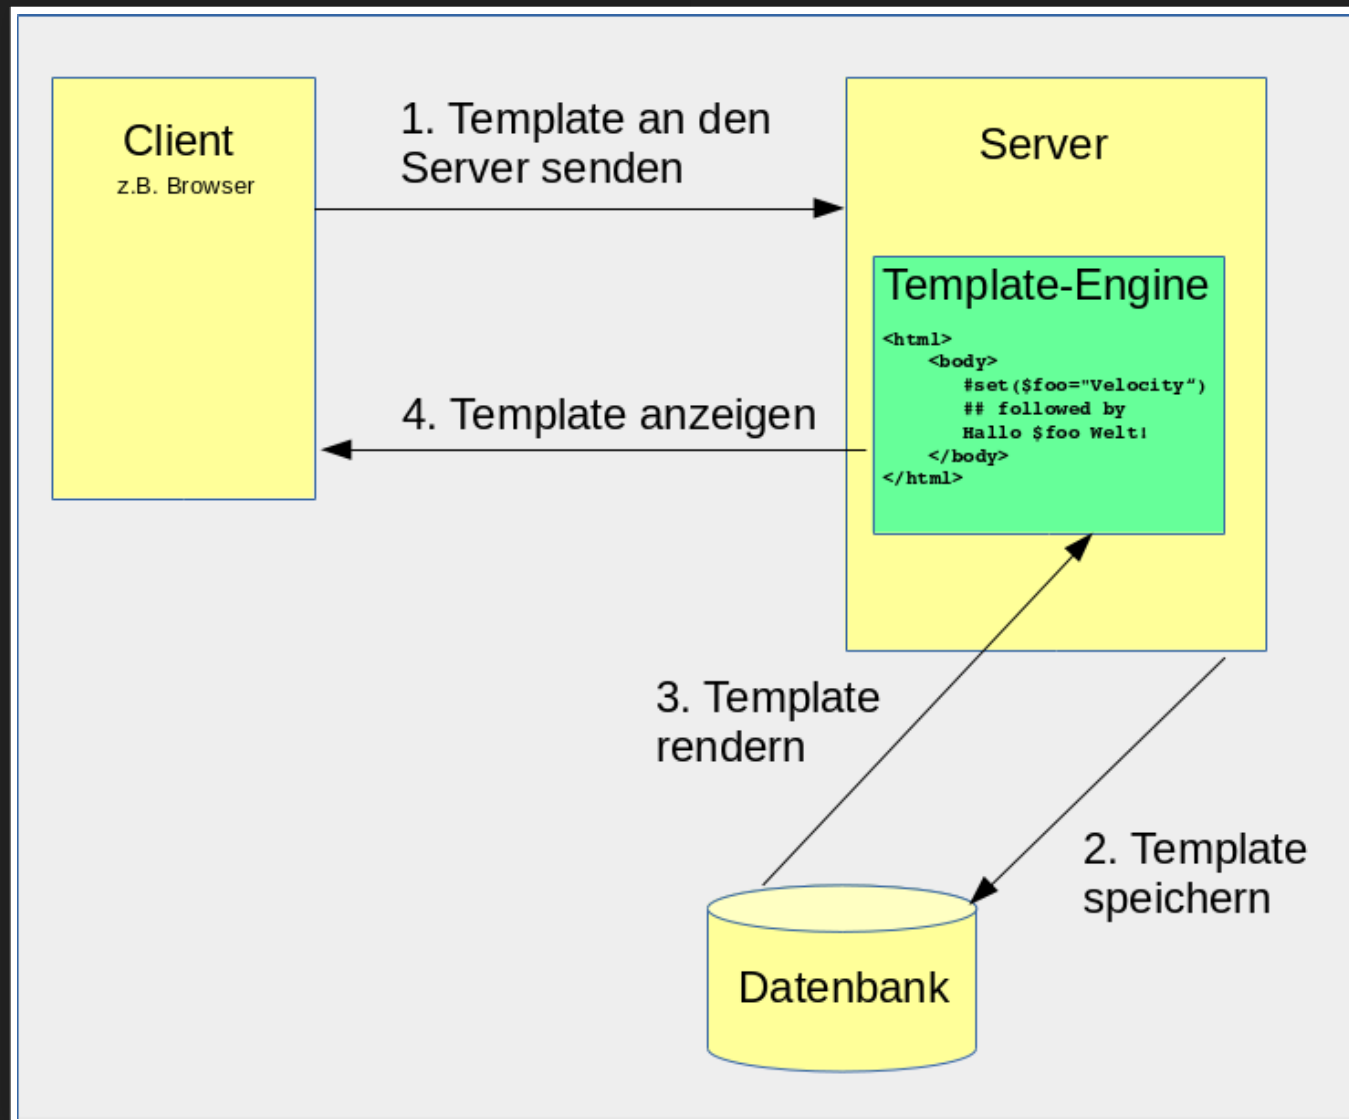 Client
z.B. Browser
1. Template an den
Server senden
Server
Template-Engine
<html>
<body>
#set($foo="Velocity“)
## followed by
Hallo $foo Welt!
</body>
</html>
4. Template anzeigen
3. Template
rendern
2. Template
speichern
Datenbank